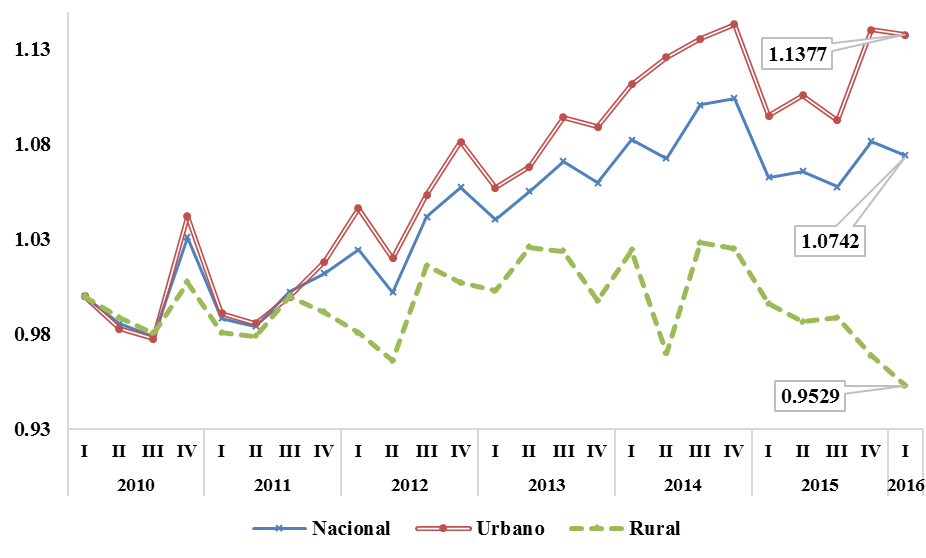 1.13
1.08
1.03
0.98
0.93
1.1377
1.0742
0.9529
I II III IV I II III IV I II III IV I II III IV I II III IV I II III IV I
2010 2011 2012 2013 2014 2015 2016
Nacional Urbano Rural